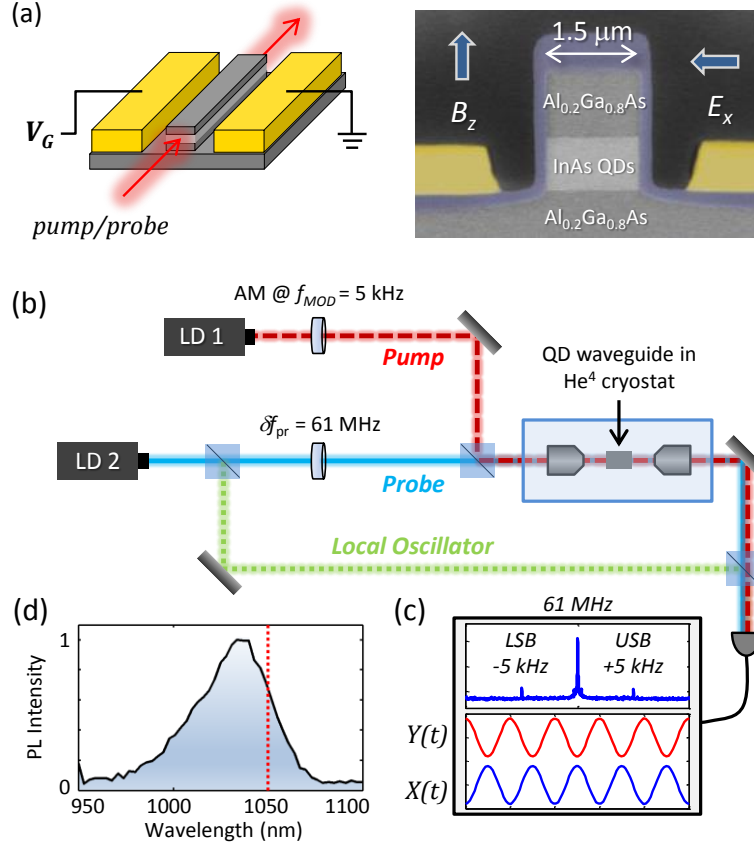 (a)
V_G
pump/probe
1.5 μm
B_z
E_x
Al₀.₂Ga₀.₈As
InAs QDs
Al₀.₂Ga₀.₈As
(b)
AM @ f_MOD = 5 kHz
LD 1
Pump
QD waveguide in
He⁴ cryostat
δf_pr = 61 MHz
LD 2
Probe
Local Oscillator
(d)
1
PL Intensity
0
950
1000
1050
1100
Wavelength (nm)
(c)
61 MHz
LSB
-5 kHz
USB
+5 kHz
Y(t)
X(t)